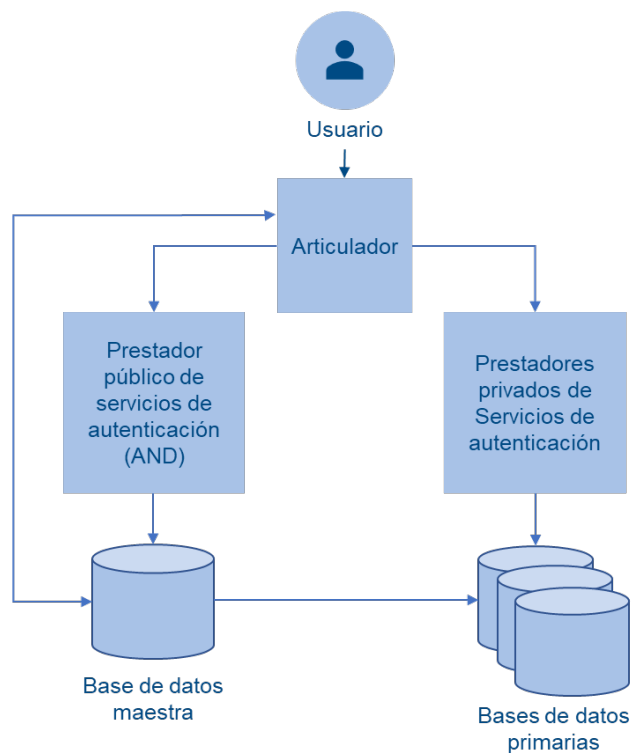 Usuario
Articulador
Prestador
público de
servicios de
autenticación
(AND)
Prestadores
privados de
Servicios de
autenticación
Base de datos
maestra
Bases de datos
primarias